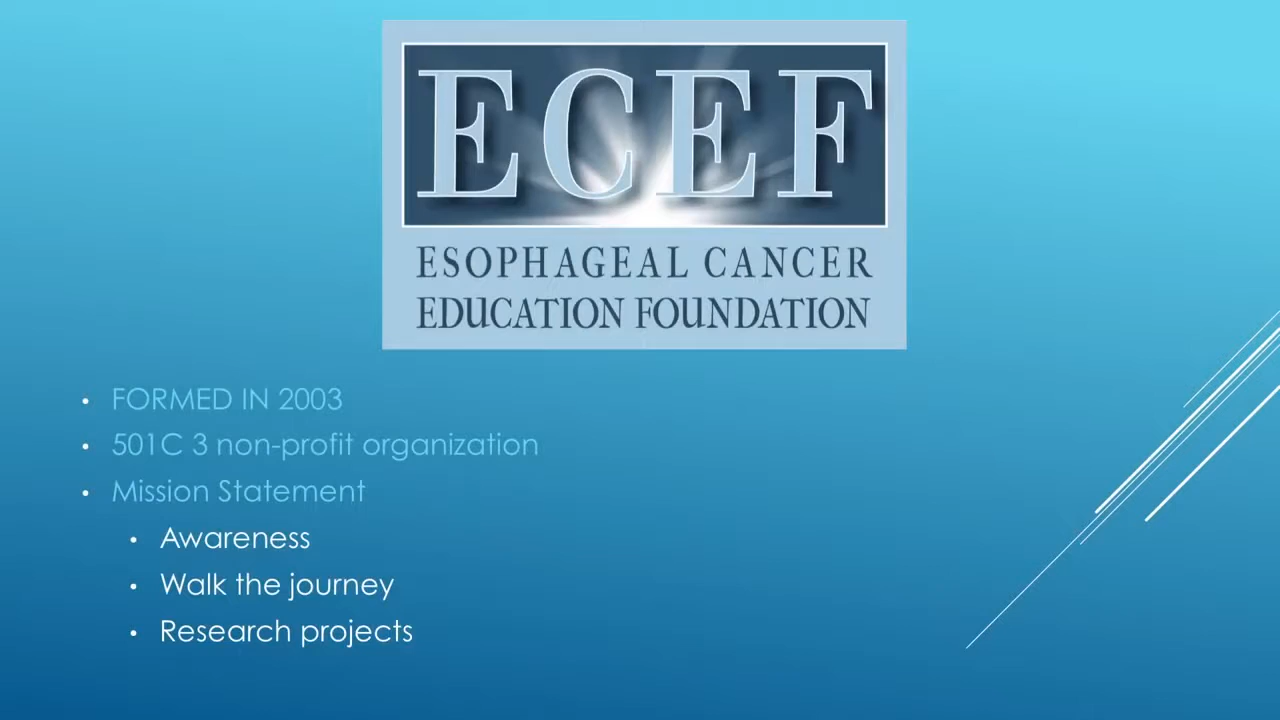 ECEF
ESOPHAGEAL CANCER
EDUCATION FOUNDATION
• FORMED IN 2003
• 501C 3 non-profit organization
• Mission Statement
• Awareness
• Walk the journey
• Research projects